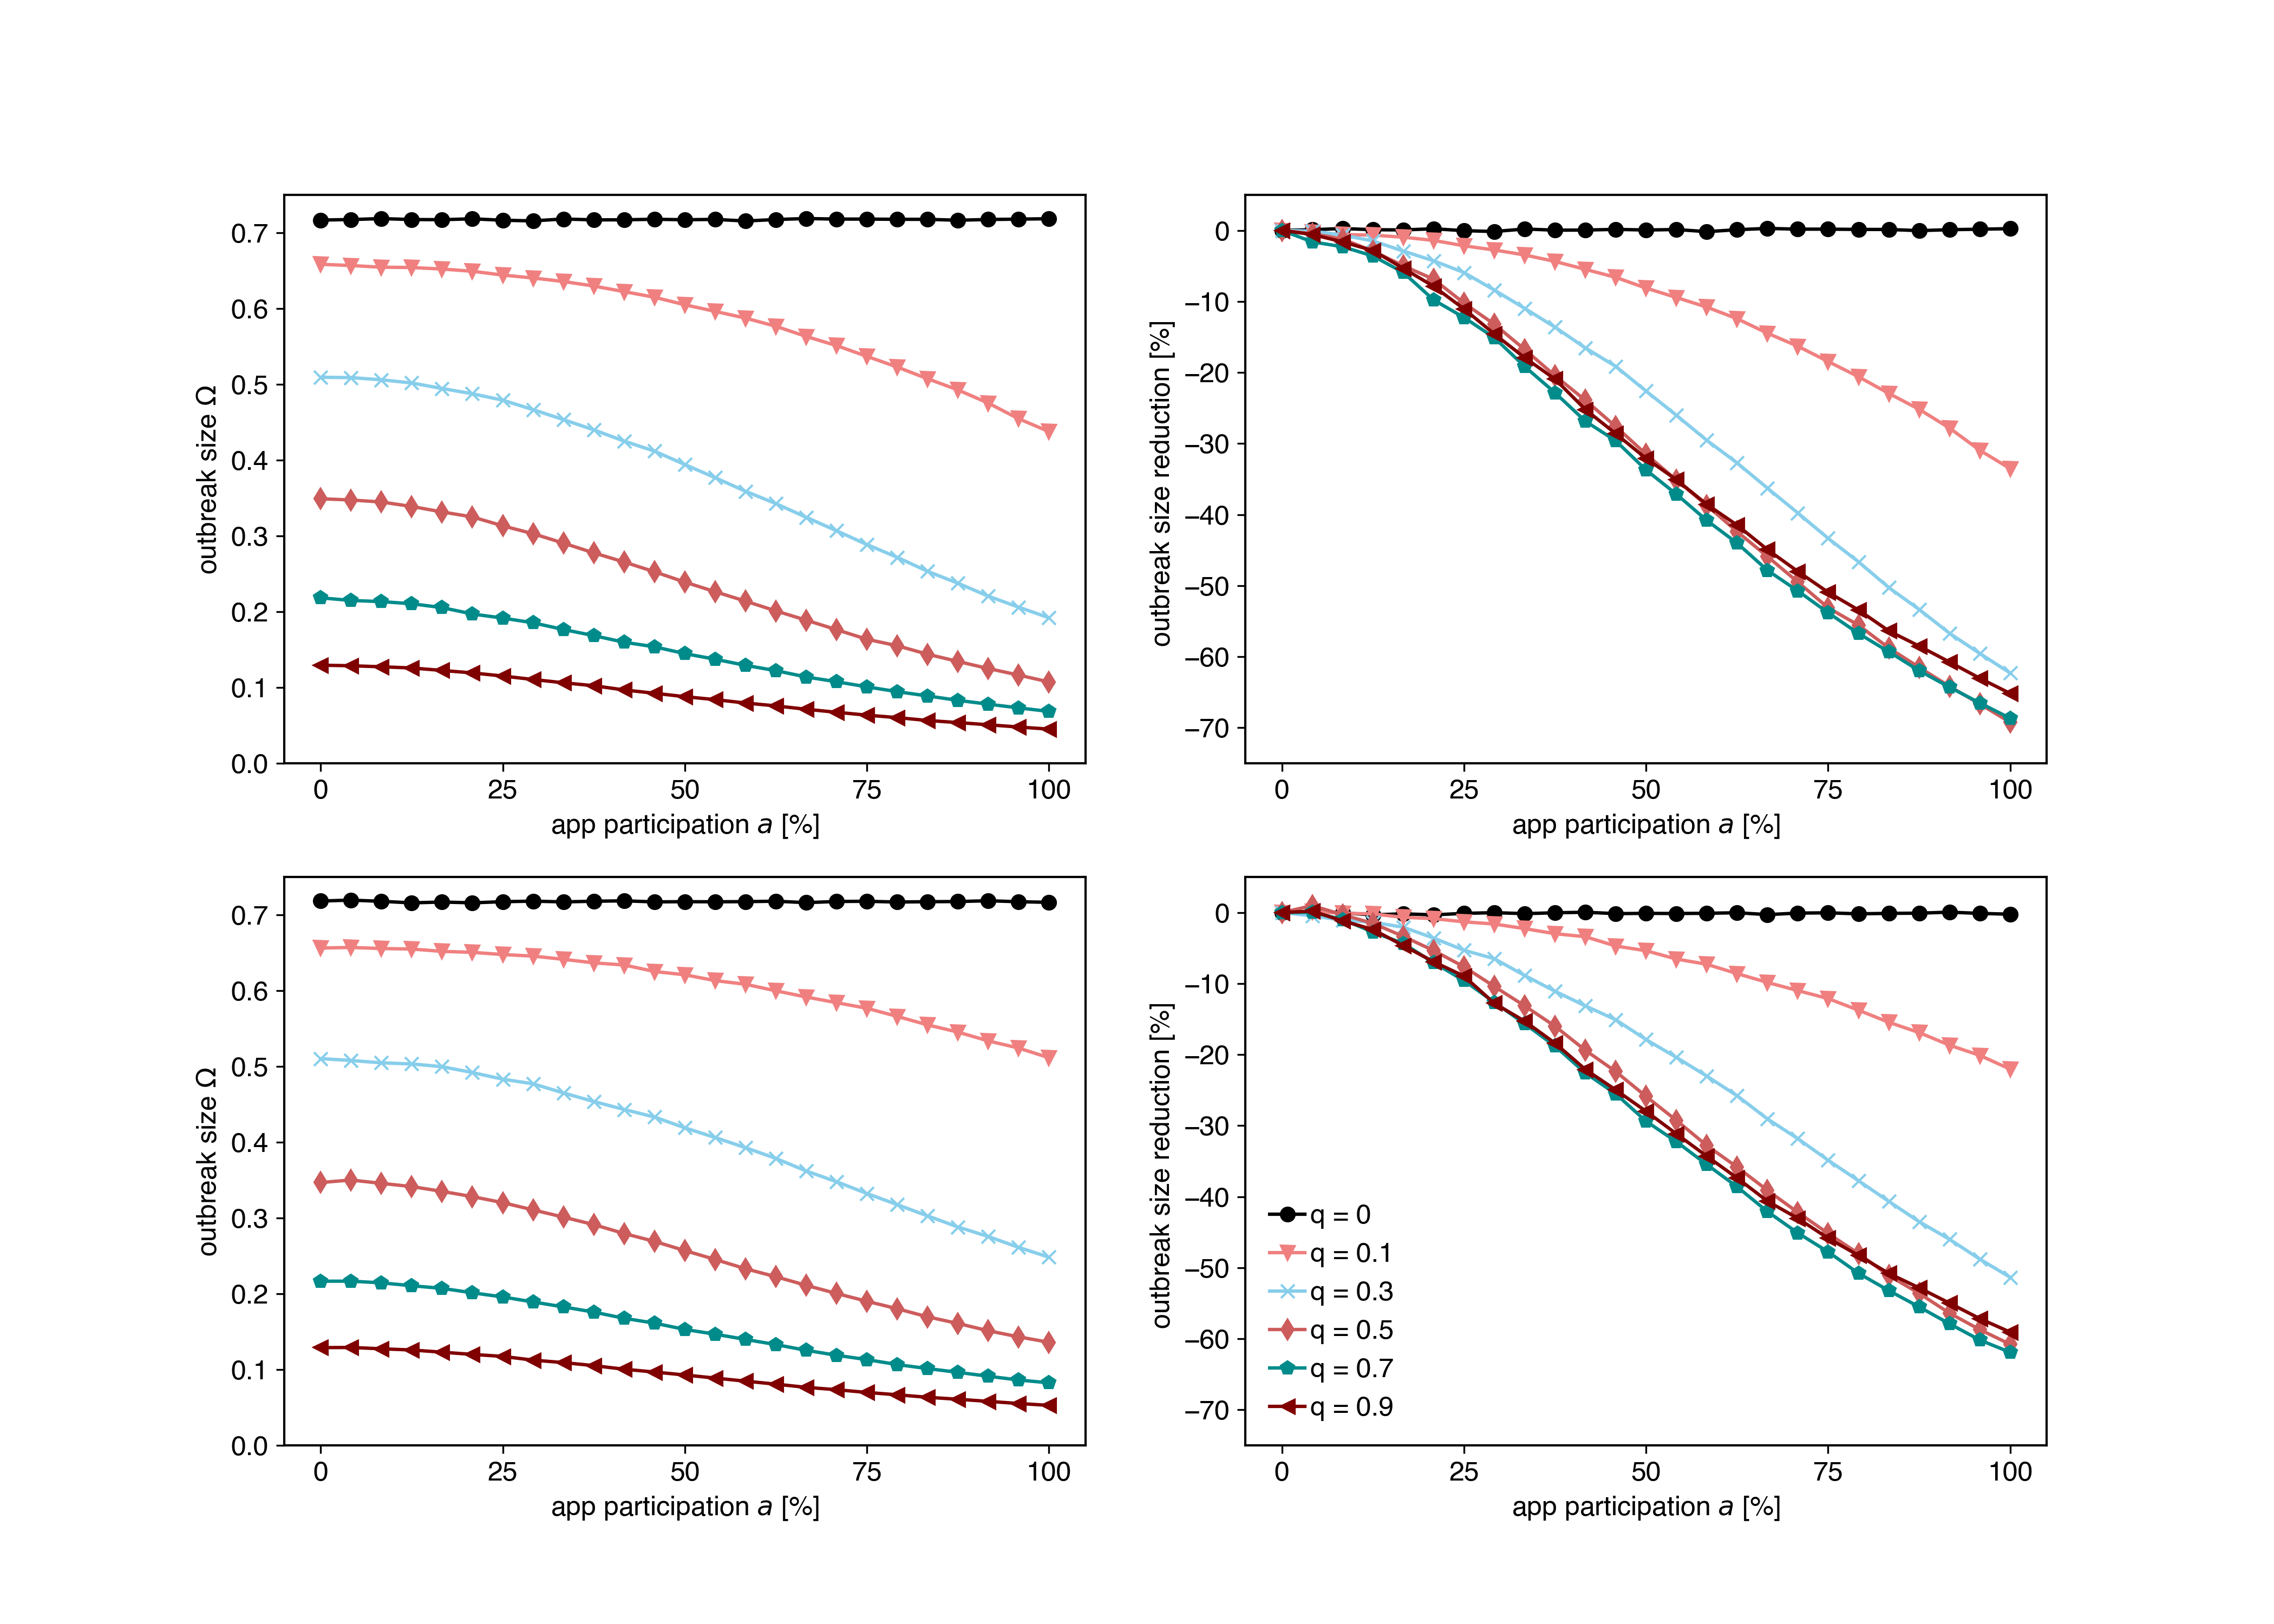 0.7
0.6
0.5
0.4
0.3
0.2
0.1
0.0
outbreak size Ω
0 25 50 75 100
app participation a [%]
0
−10
−20
−30
−40
−50
−60
−70
outbreak size reduction [%]
0 25 50 75 100
app participation a [%]
0.7
0.6
0.5
0.4
0.3
0.2
0.1
0.0
outbreak size Ω
0 25 50 75 100
app participation a [%]
0
−10
−20
−30
−40
−50
−60
−70
outbreak size reduction [%]
q = 0
q = 0.1
q = 0.3
q = 0.5
q = 0.7
q = 0.9
0 25 50 75 100
app participation a [%]